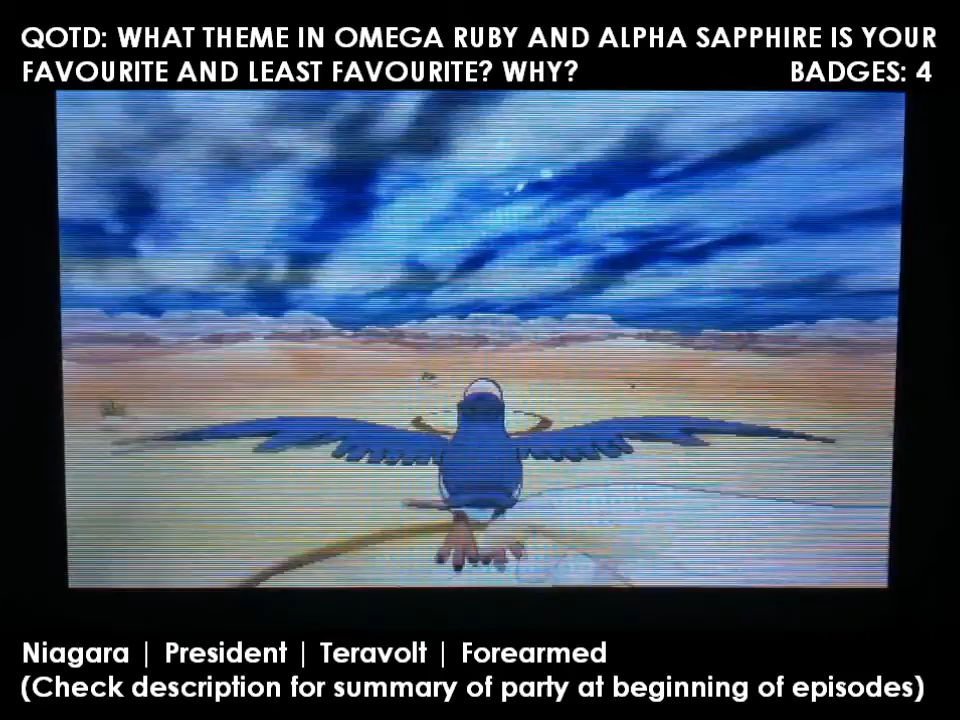 QOTD: WHAT THEME IN OMEGA RUBY AND ALPHA SAPPHIRE IS YOUR
FAVOURITE AND LEAST FAVOURITE? WHY? BADGES: 4
Niagara | President | Teravolt | Forearmed
(Check description for summary of party at beginning of episodes)